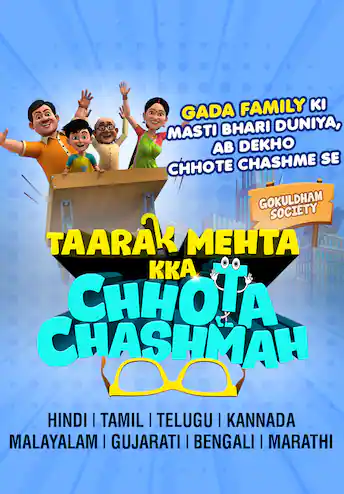 GADA FAMILY KI
MASTI BHARI DUNIYA,
AB DEKHO
CHHOTE CHASHME SE
GOKULDHAM
SOCIETY
TAARAK MEHTA
KKA
CHHOTA
CHASHMAH
HINDI | TAMIL | TELUGU | KANNADA
MALAYALAM | GUJARATI | BENGALI | MARATHI